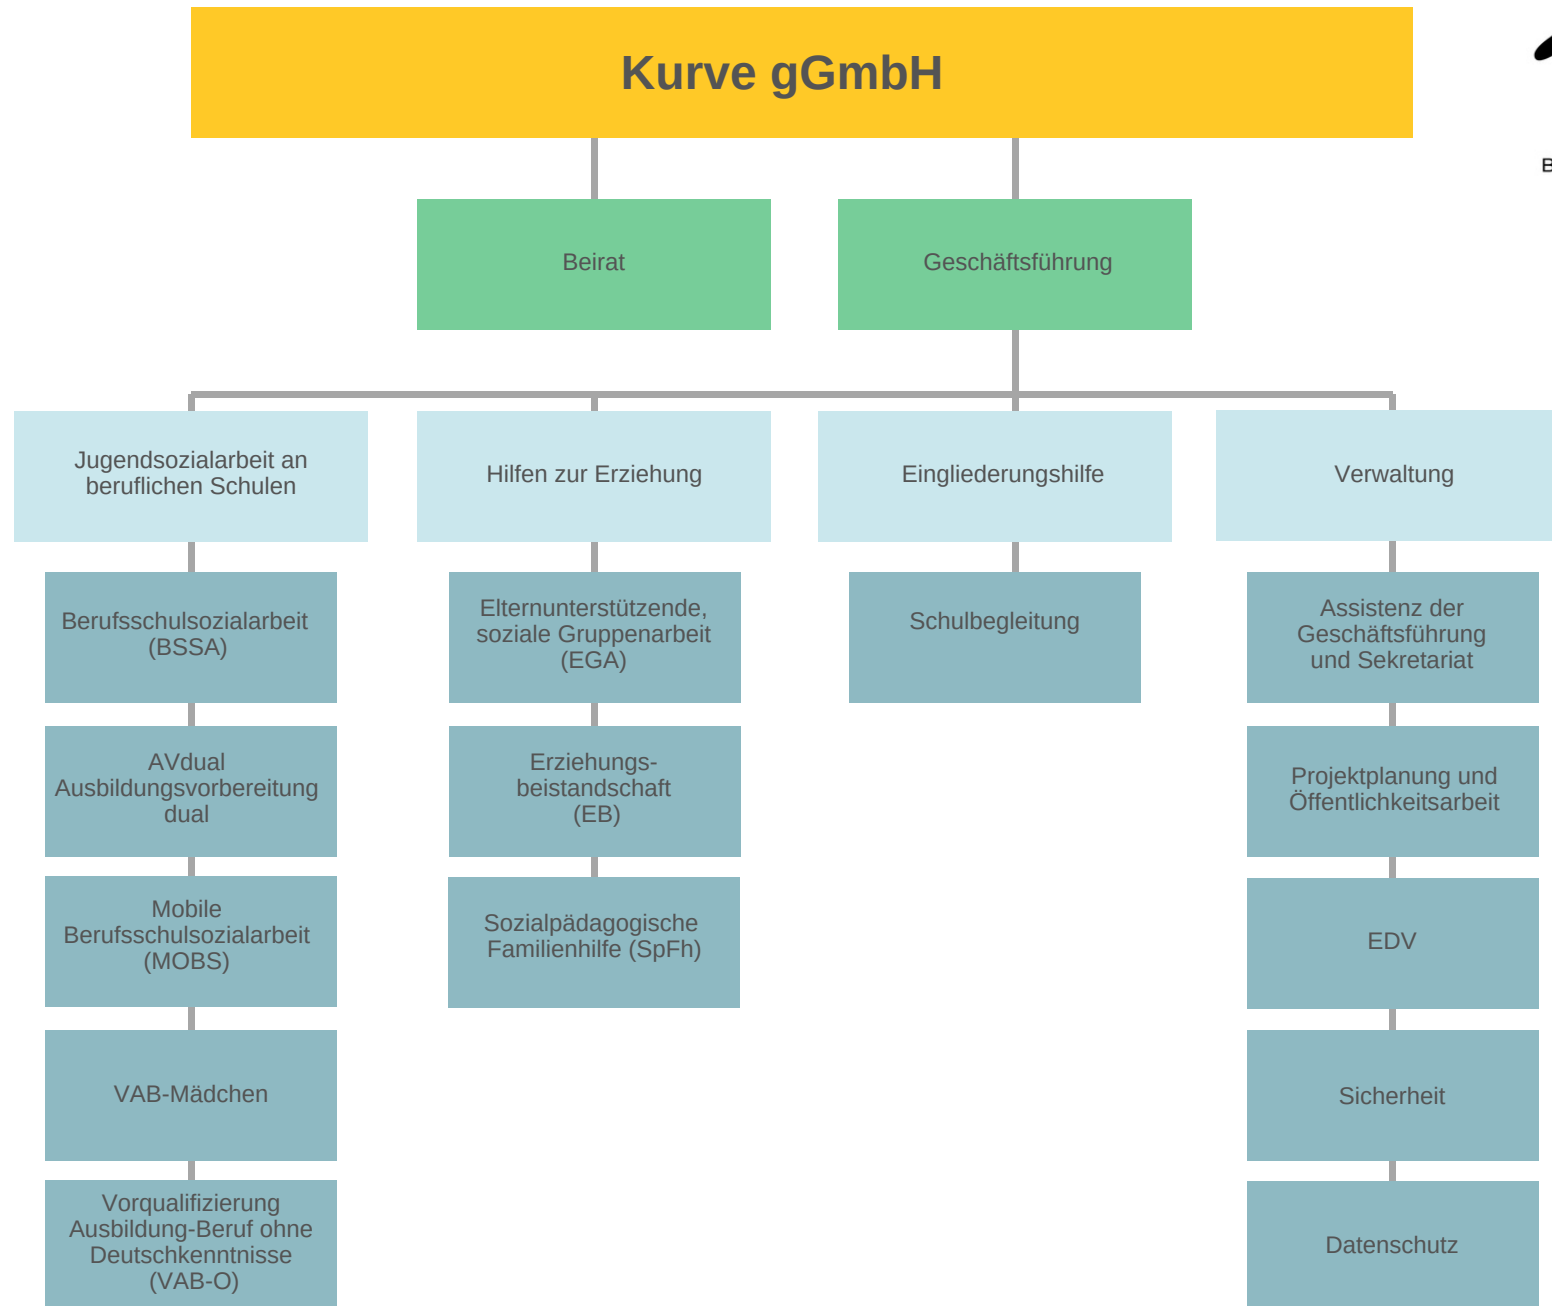 Kurve gGmbH
B
Beirat
Geschäftsführung
Jugendsozialarbeit an
beruflichen Schulen
Hilfen zur Erziehung
Eingliederungshilfe
Verwaltung
Berufsschulsozialarbeit
(BSSA)
AVdual
Ausbildungsvorbereitung
dual
Mobile
Berufsschulsozialarbeit
(MOBS)
VAB-Mädchen
Vorqualifizierung
Ausbildung-Beruf ohne
Deutschkenntnisse
(VAB-O)
Elternunterstützende,
soziale Gruppenarbeit
(EGA)
Erziehungs-
beistandschaft
(EB)
Sozialpädagogische
Familienhilfe (SpFh)
Schulbegleitung
Assistenz der
Geschäftsführung
und Sekretariat
Projektplanung und
Öffentlichkeitsarbeit
EDV
Sicherheit
Datenschutz